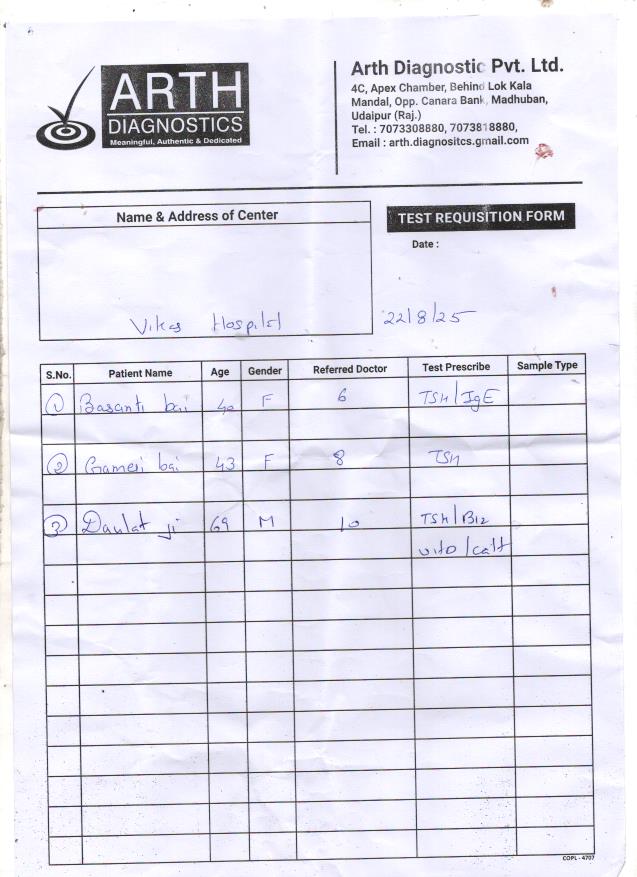 ARTH
DIAGNOSTICS
Meaningful, Authentic & Dedicated
Arth Diagnostic Pvt. Ltd.
4C, Apex Chamber, Behind Lok Kala
Mandal, Opp. Canara Bank, Madhuban,
Udaipur (Raj.)
Tel. : 7073308880, 7073818880,
Email : arth.diagnositcs.gmail.com
Name & Address of Center
Vikas Hospital
TEST REQUISITION FORM
Date :
22/8/25
S.No. Patient Name Age Gender Referred Doctor Test Prescribe Sample Type
1 Basanti bai 40 F 6 TSH/IgE
2 Gameri bai 43 F 8 TSH
3 Daulat ji 69 M 10 TSH/B12
vitD/calt
COPL - 4707